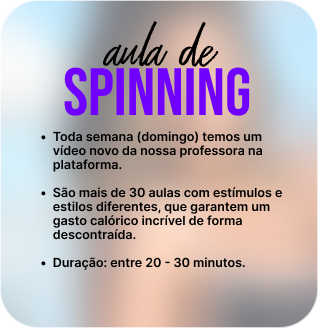 aula de
SPINNING
• Toda semana (domingo) temos um
vídeo novo da nossa professora na
plataforma.
• São mais de 30 aulas com estímulos e
estilos diferentes, que garantem um
gasto calórico incrível de forma
descontraída.
• Duração: entre 20 - 30 minutos.